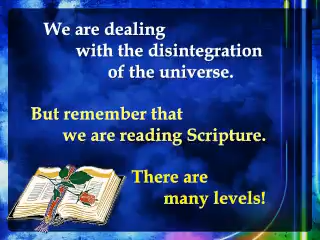 We are dealing
with the disintegration
of the universe.
But remember that
we are reading Scripture.
There are
many levels!